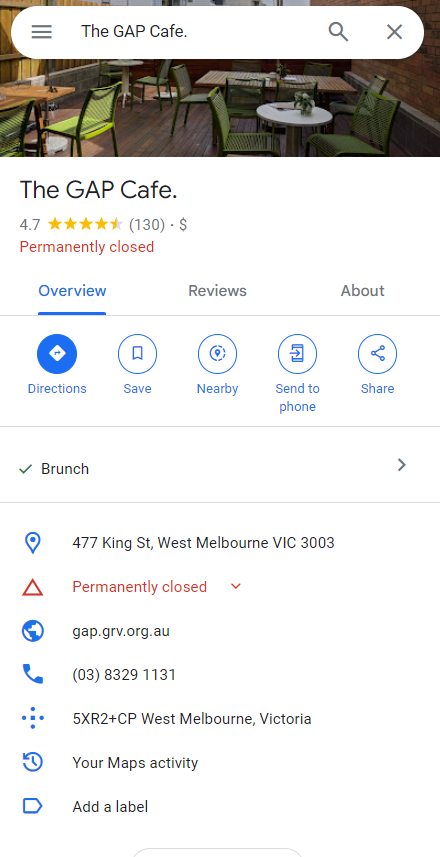 The GAP Cafe.
The GAP Cafe.
4.7 (130) · $
Permanently closed
Overview Reviews About
Directions Save Nearby Send to phone Share
Brunch
477 King St, West Melbourne VIC 3003
Permanently closed
gap.grv.org.au
(03) 8329 1131
5XR2+CP West Melbourne, Victoria
Your Maps activity
Add a label